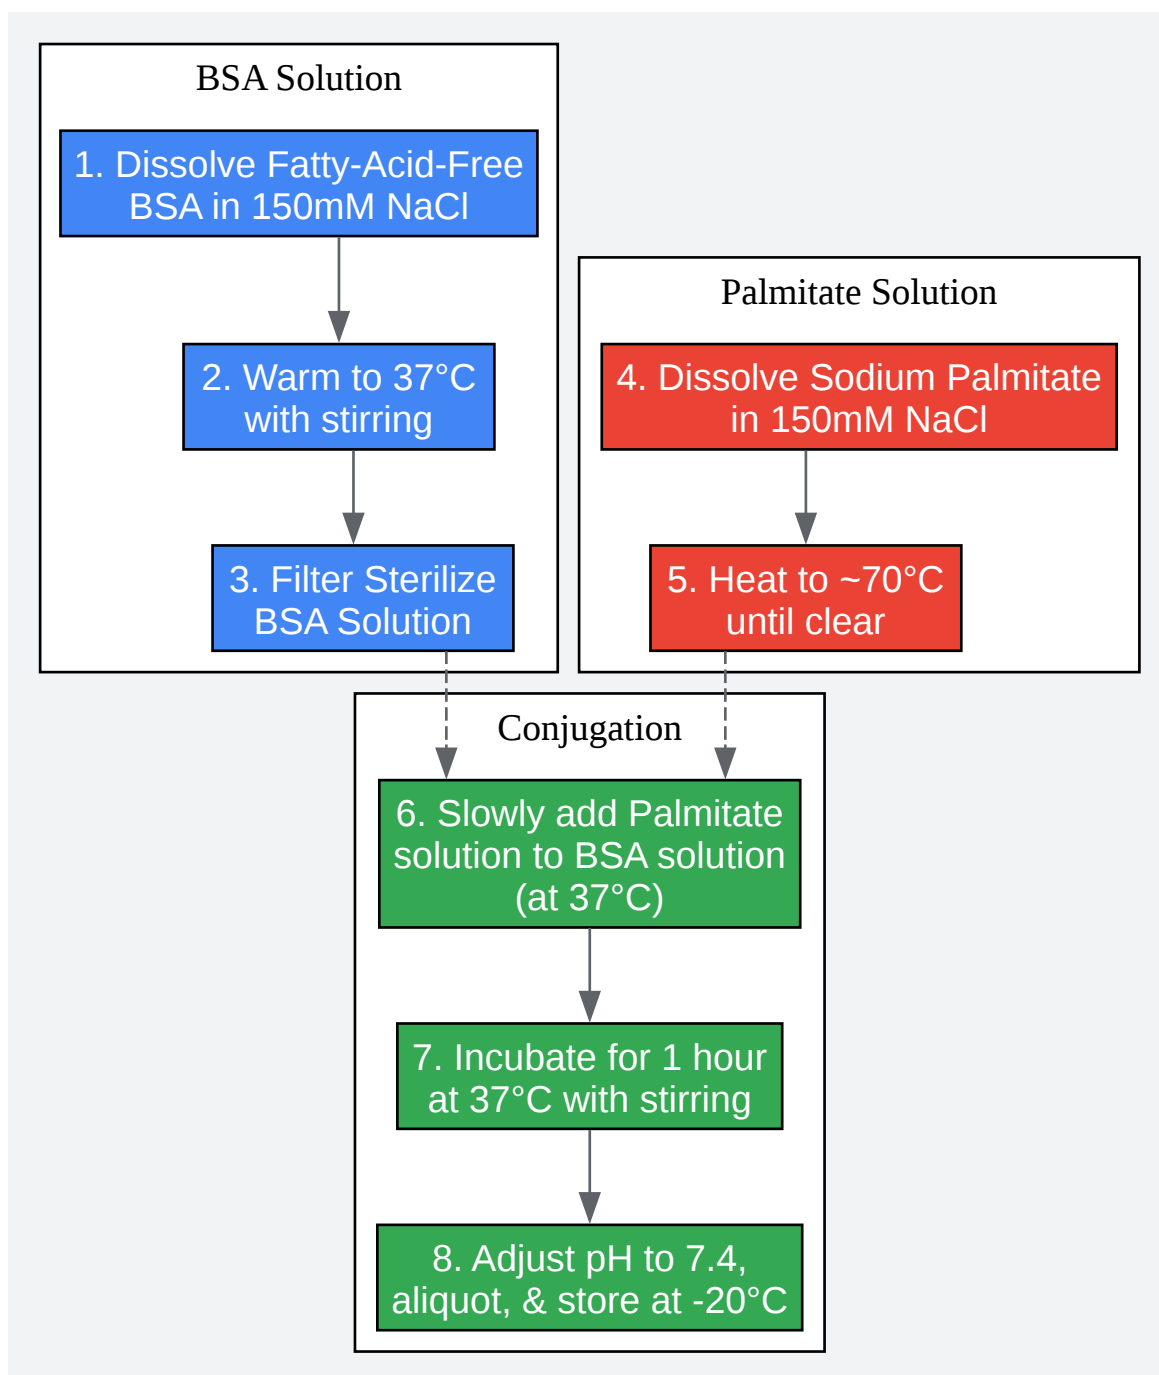 BSA Solution
1. Dissolve Fatty-Acid-Free
BSA in 150mM NaCl
2. Warm to 37°C
with stirring
3. Filter Sterilize
BSA Solution
Palmitate Solution
4. Dissolve Sodium Palmitate
in 150mM NaCl
5. Heat to ~70°C
until clear
Conjugation
6. Slowly add Palmitate
solution to BSA solution
(at 37°C)
7. Incubate for 1 hour
at 37°C with stirring
8. Adjust pH to 7.4,
aliquot, & store at -20°C